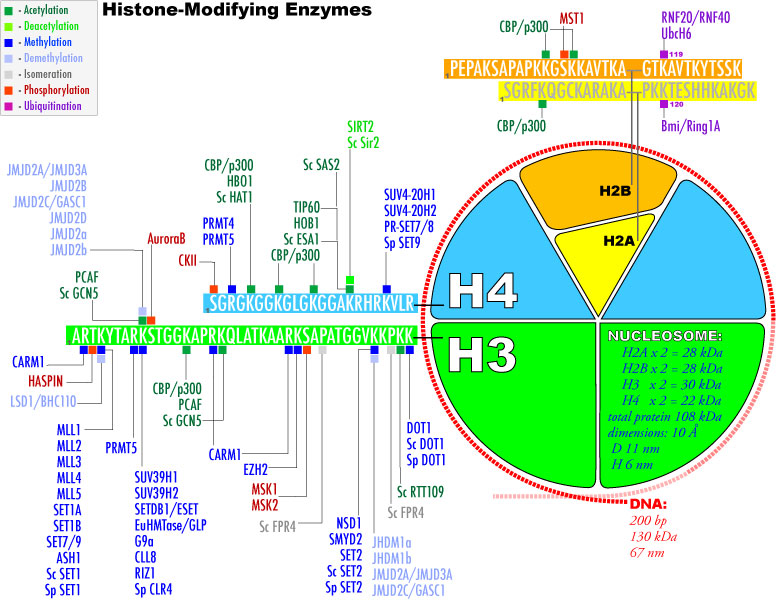 Histone-Modifying Enzymes
- Acetylation
- Deacetylation
- Methylation
- Demethylation
- Isomeration
- Phosphorylation
- Ubiquitination
CBP/p300
MST1
RNF20/RNF40
UbcH6
119
PEPAKSAPAPKKGSKKAVTKA
GTKAVTKYTSSK
1
SGRFKQGCKARAKA
PKKTESHHKAKGK
1
120
CBP/p300
Bmi/Ring1A
H2B
H2A
H4
H3
NUCLEOSOME:
H2A x 2 = 28 kDa
H2B x 2 = 28 kDa
H3 x 2 = 30 kDa
H4 x 2 = 22 kDa
total protein 108 kDa
dimensions: 10 Å
D 11 nm
H 6 nm
DNA:
200 bp
130 kDa
67 nm
SIRT2
Sc Sir2
Sc SAS2
CBP/p300
HBO1
Sc HAT1
TIP60
HOB1
Sc ESA1
CBP/p300
SUV4-20H1
SUV4-20H2
PR-SET7/8
Sp SET9
PRMT4
PRMT5
CKII
AuroraB
JMJD2A/JMJD3A
JMJD2B
JMJD2C/GASC1
JMJD2D
JMJD2a
JMJD2b
PCAF
Sc GCN5
SGRGKGGKGLGKGGAKRHRKVLR
1
ARTKYTARKSTGGKAPRKQLATKAARKSAPATGGVKKPKK
1
CARM1
HASPIN
LSD1/BHC110
MLL1
MLL2
MLL3
MLL4
MLL5
SET1A
SET1B
SET7/9
ASH1
Sc SET1
Sp SET1
PRMT5
SUV39H1
SUV39H2
SETDB1/ESET
EuHMTase/GLP
G9a
CLL8
RIZ1
Sp CLR4
CBP/p300
PCAF
Sc GCN5
CARM1
EZH2
MSK1
MSK2
Sc FPR4
NSD1
SMYD2
SET2
Sc SET2
Sp SET2
JHDM1a
JHDM1b
JMJD2A/JMJD3A
JMJD2C/GASC1
Sc FPR4
Sc RTT109
DOT1
Sc DOT1
Sp DOT1